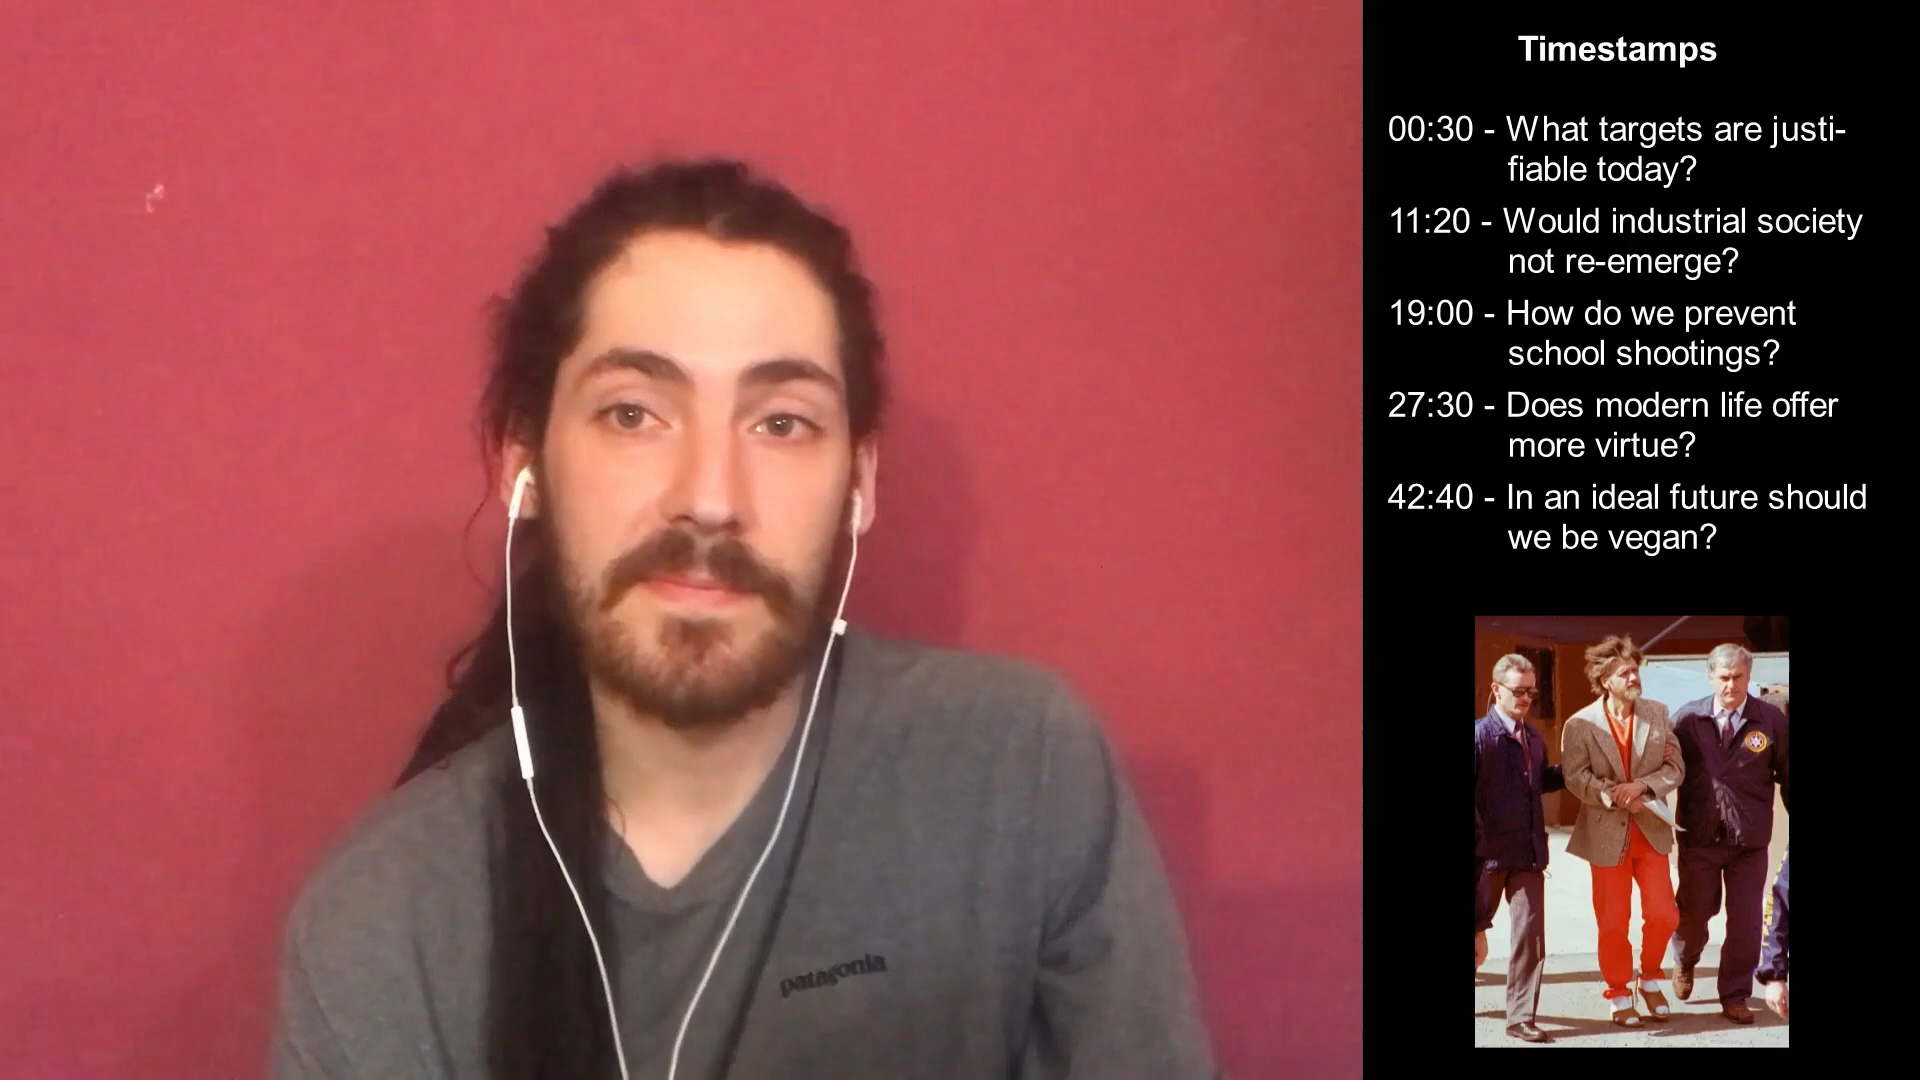 Timestamps
00:30 - What targets are justi-
fiable today?
11:20 - Would industrial society
not re-emerge?
19:00 - How do we prevent
school shootings?
27:30 - Does modern life offer
more virtue?
42:40 - In an ideal future should
we be vegan?
patagonia